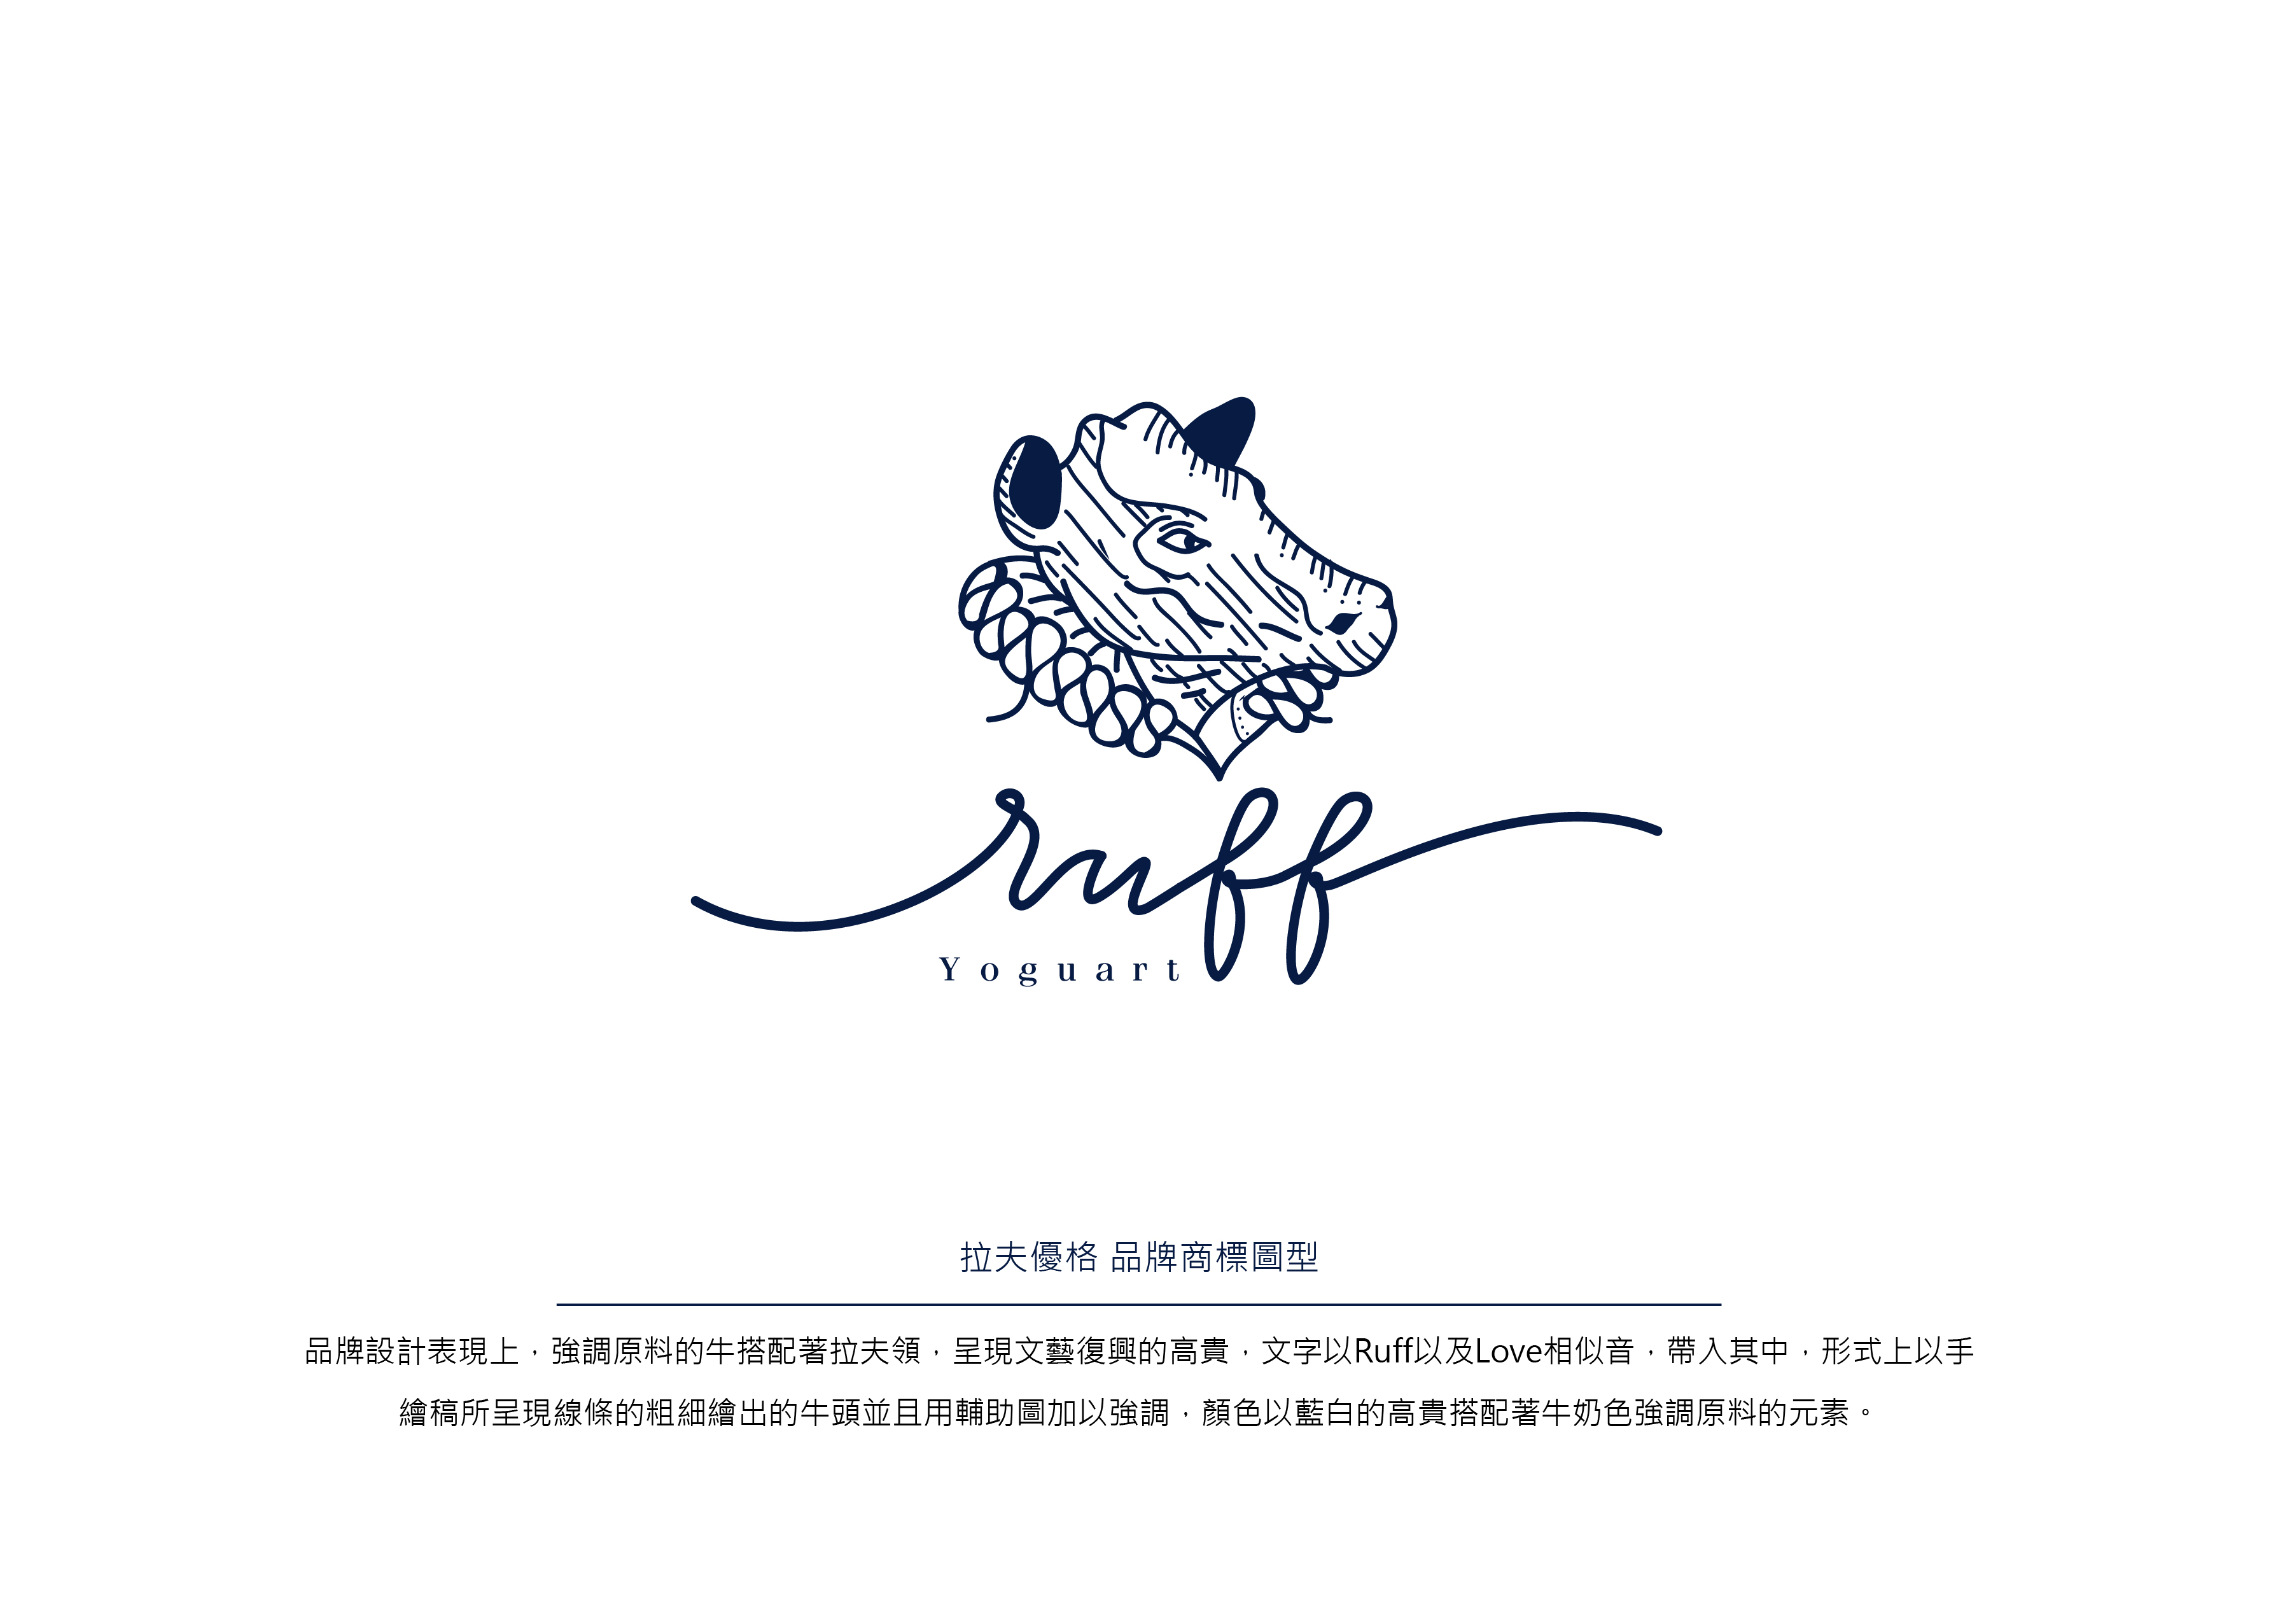 ruff
Yoguart
拉夫優格 品牌商標圖型
品牌設計表現上，強調原料的牛搭配著拉夫領，呈現文藝復興的高貴，文字以Ruff以及Love相似音，帶入其中，形式上以手
繪稿所呈現線條的粗細繪出的牛頭並且用輔助圖加以強調，顏色以藍白的高貴搭配著牛奶色強調原料的元素。